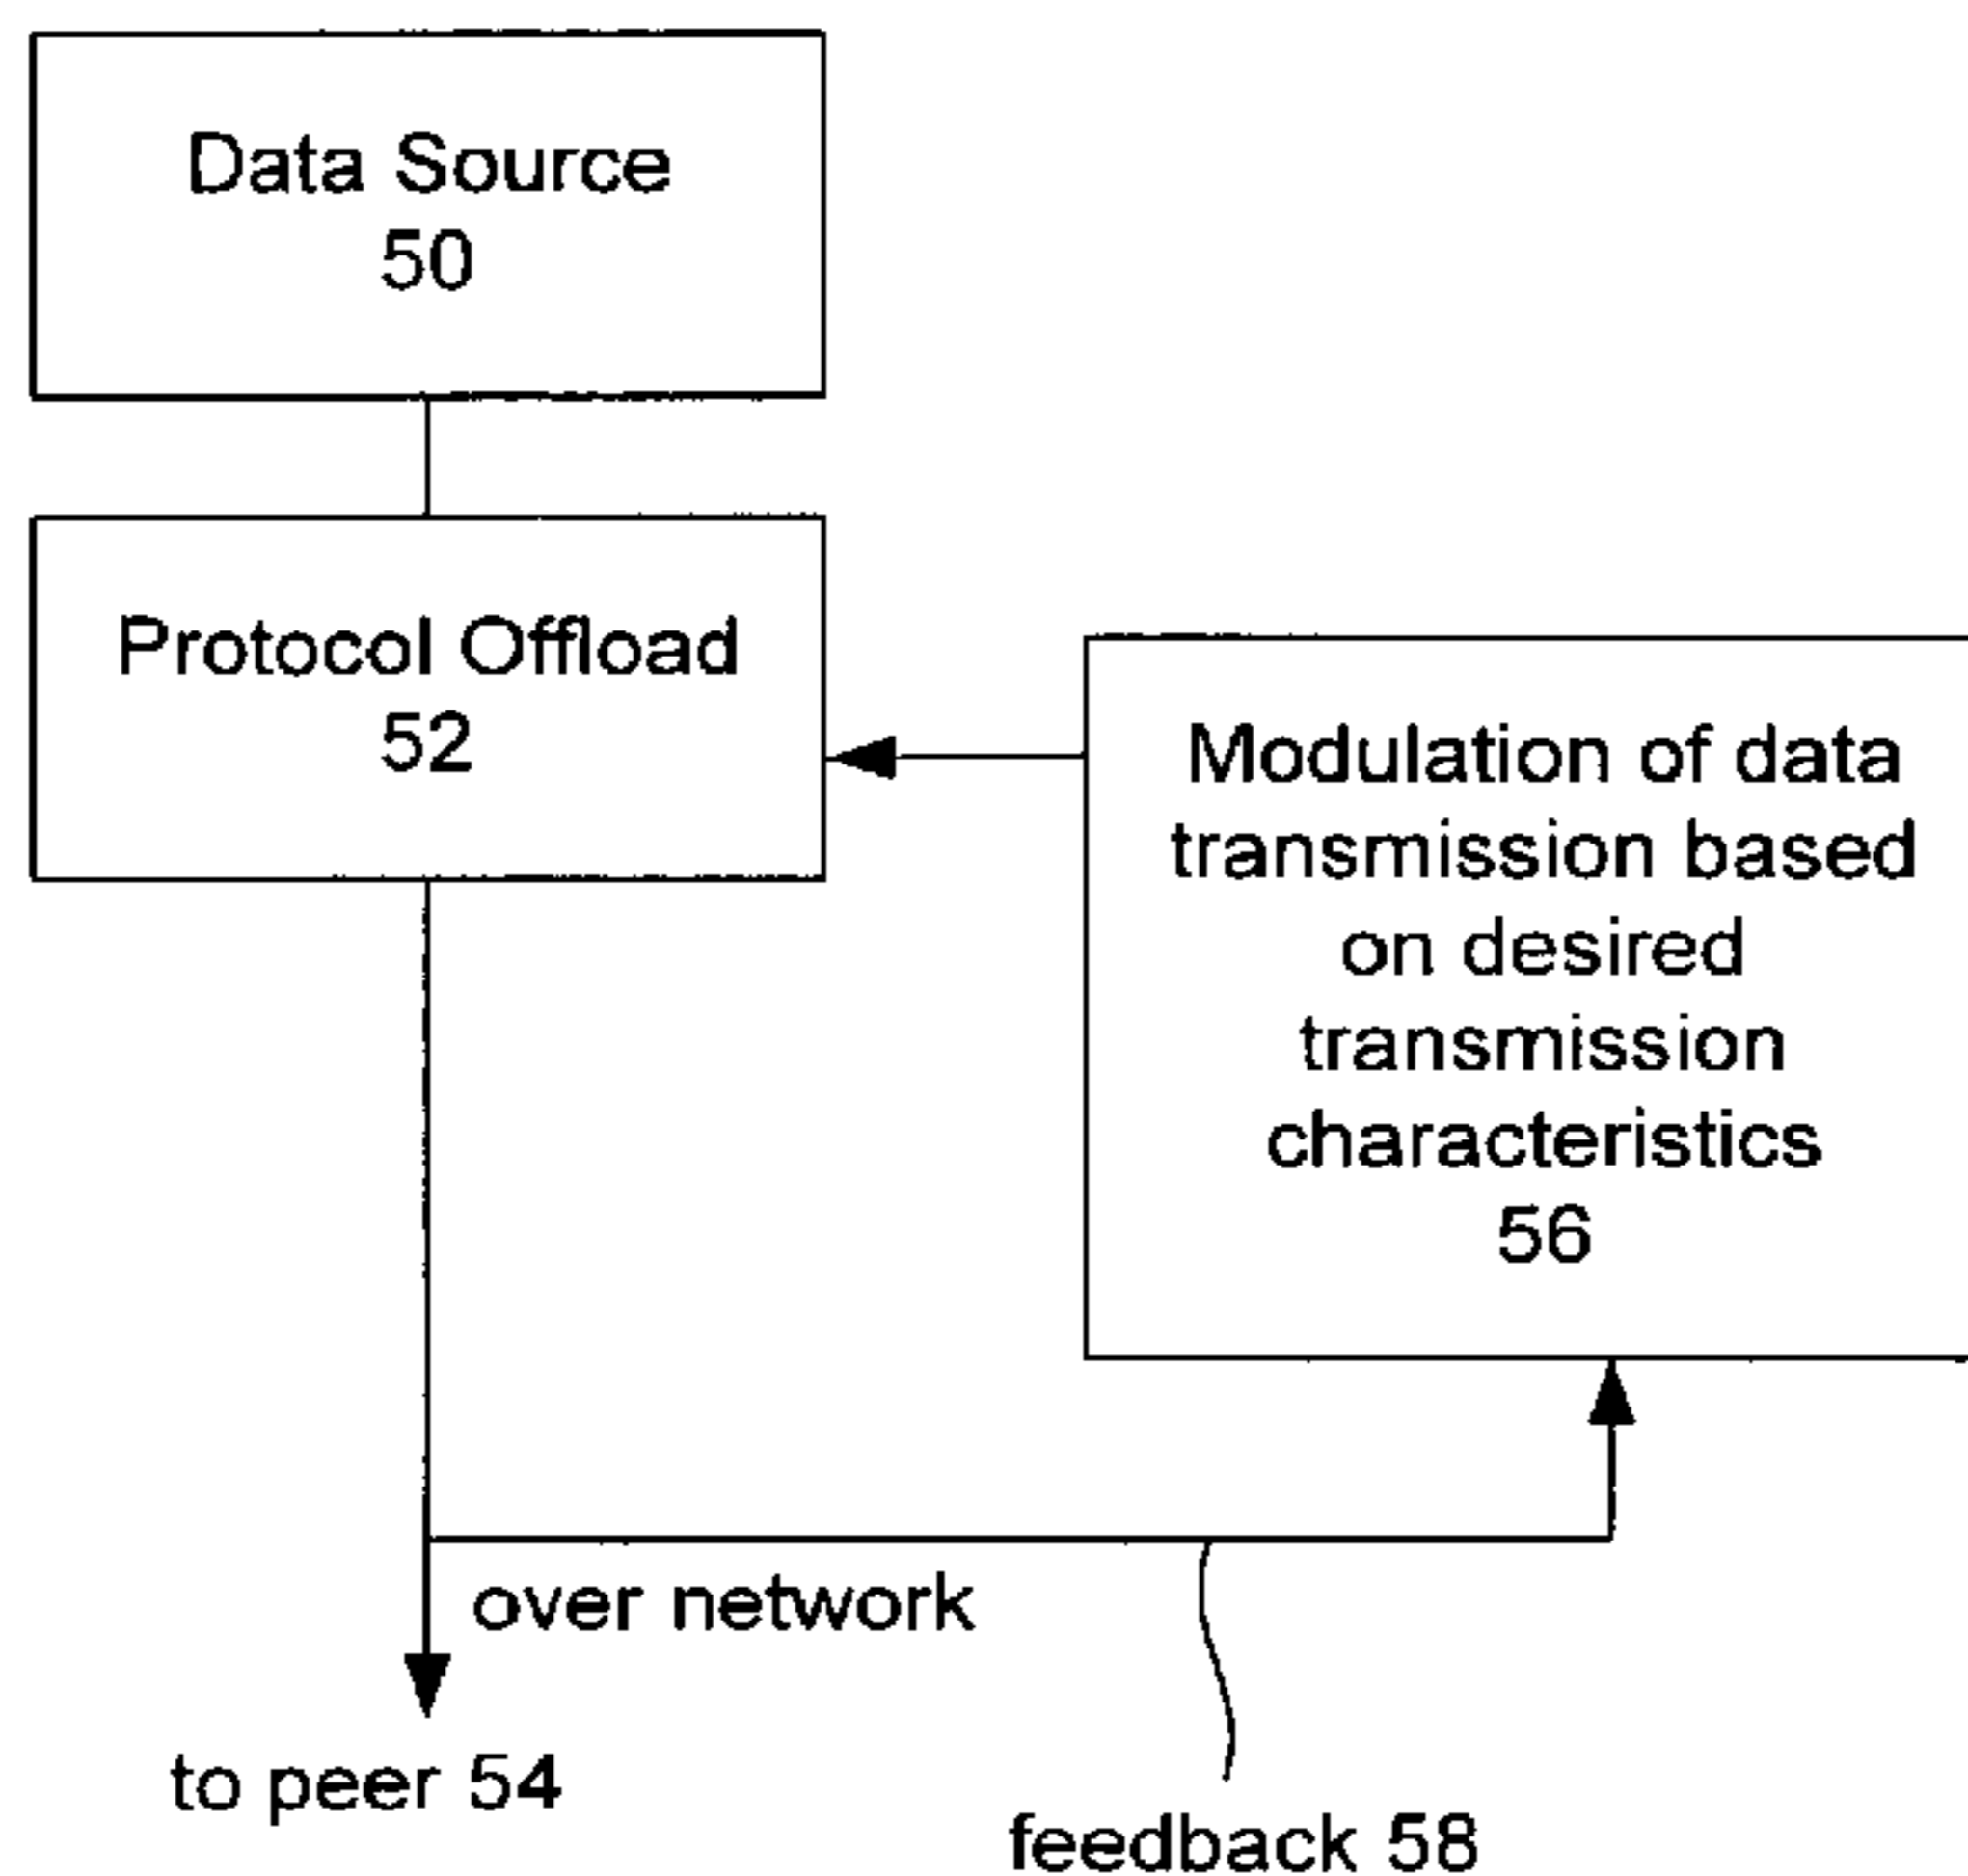 Data Source
50
Protocol Offload
52
Modulation of data
transmission based
on desired
transmission
characteristics
56
over network
to peer 54
feedback 58